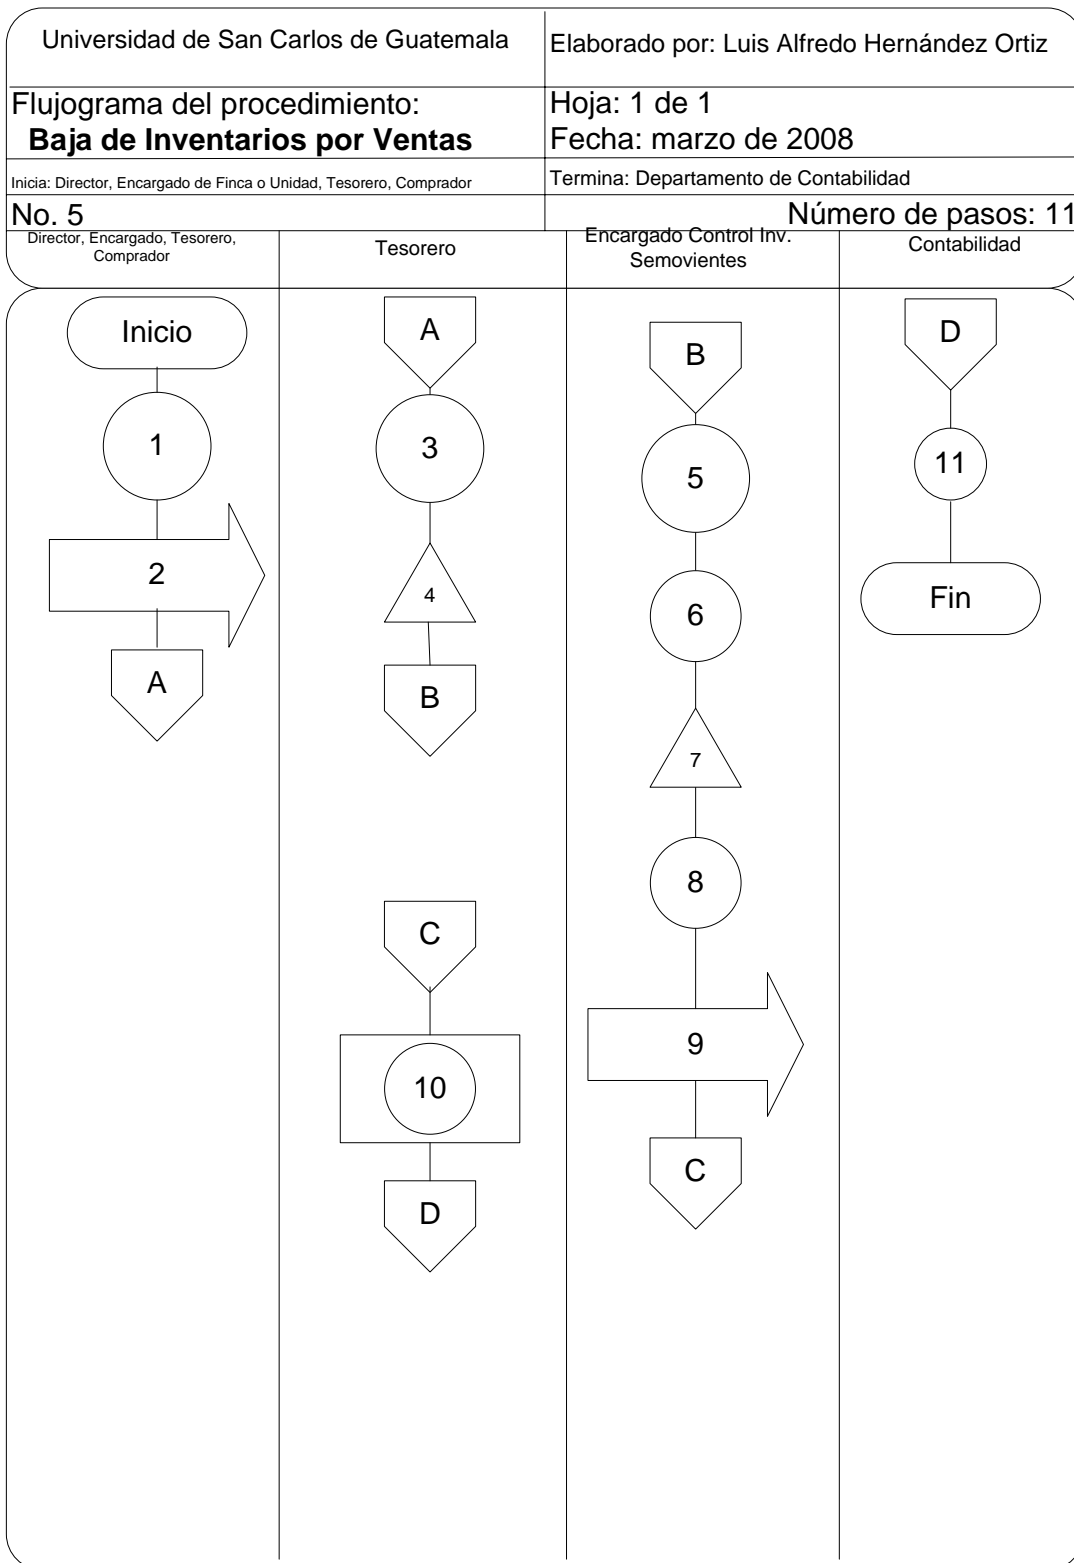 Universidad de San Carlos de Guatemala
Elaborado por: Luis Alfredo Hernández Ortiz
Flujograma del procedimiento:
Baja de Inventarios por Ventas
Hoja: 1 de 1
Fecha: marzo de 2008
Inicia: Director, Encargado de Finca o Unidad, Tesorero, Comprador
Termina: Departamento de Contabilidad
No. 5
Número de pasos: 11
Director, Encargado, Tesorero,
Comprador
Tesorero
Encargado Control Inv.
Semovientes
Contabilidad
Inicio
1
2
A
A
3
4
B
C
10
D
B
5
6
7
8
9
C
D
11
Fin